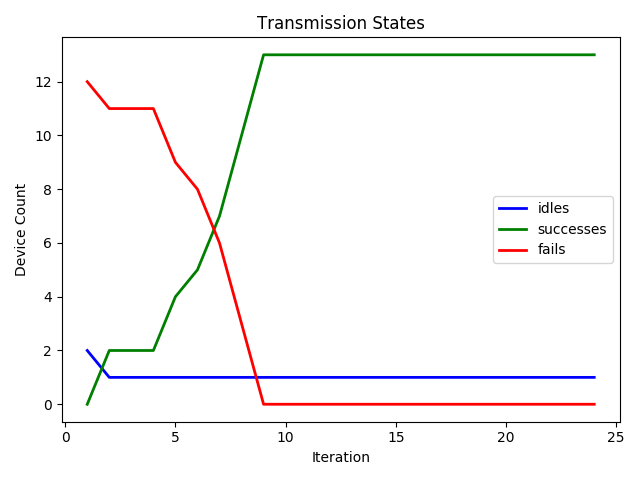 Transmission States
Device Count
12
10
8
6
4
2
0
idles
successes
fails
0 5 10 15 20 25
Iteration